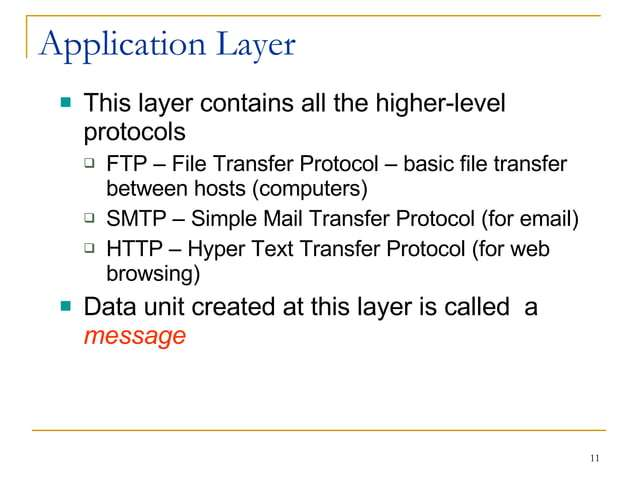 Application Layer
This layer contains all the higher-level
protocols
FTP – File Transfer Protocol – basic file transfer
between hosts (computers)
SMTP – Simple Mail Transfer Protocol (for email)
HTTP – Hyper Text Transfer Protocol (for web
browsing)
Data unit created at this layer is called  a
message
11